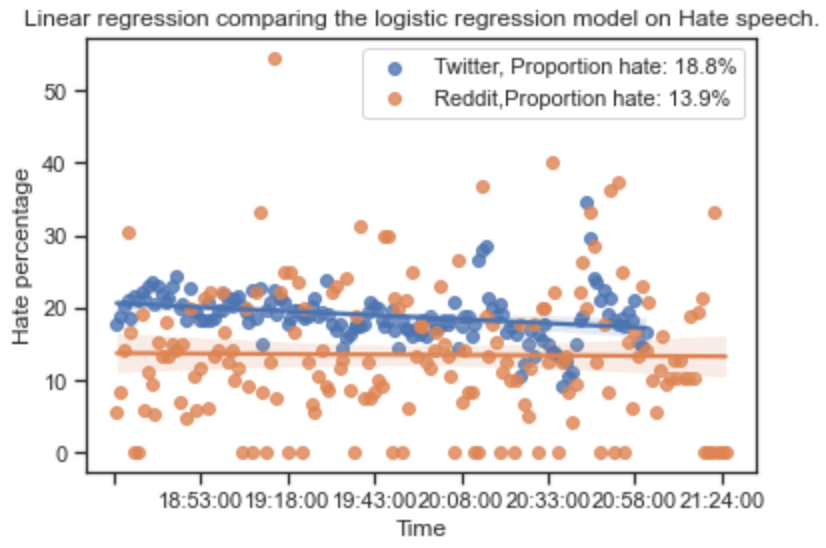 Linear regression comparing the logistic regression model on Hate speech.
Twitter, Proportion hate: 18.8%
Reddit,Proportion hate: 13.9%
Hate percentage
50
40
30
20
10
0
18:53:00 19:18:00 19:43:00 20:08:00 20:33:00 20:58:00 21:24:00
Time